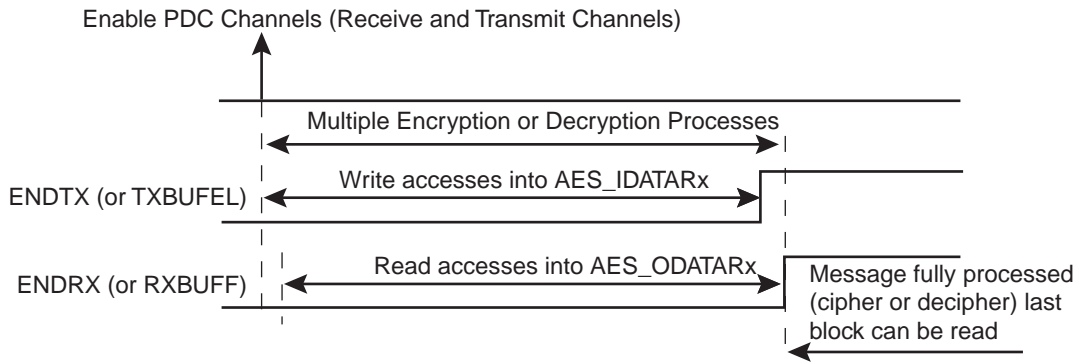 Enable PDC Channels (Receive and Transmit Channels)
Multiple Encryption or Decryption Processes
Write accesses into AES_IDATARx
ENDTX (or TXBUFEL)
Read accesses into AES_ODATARx
ENDRX (or RXBUFF)
Message fully processed
(cipher or decipher) last
block can be read